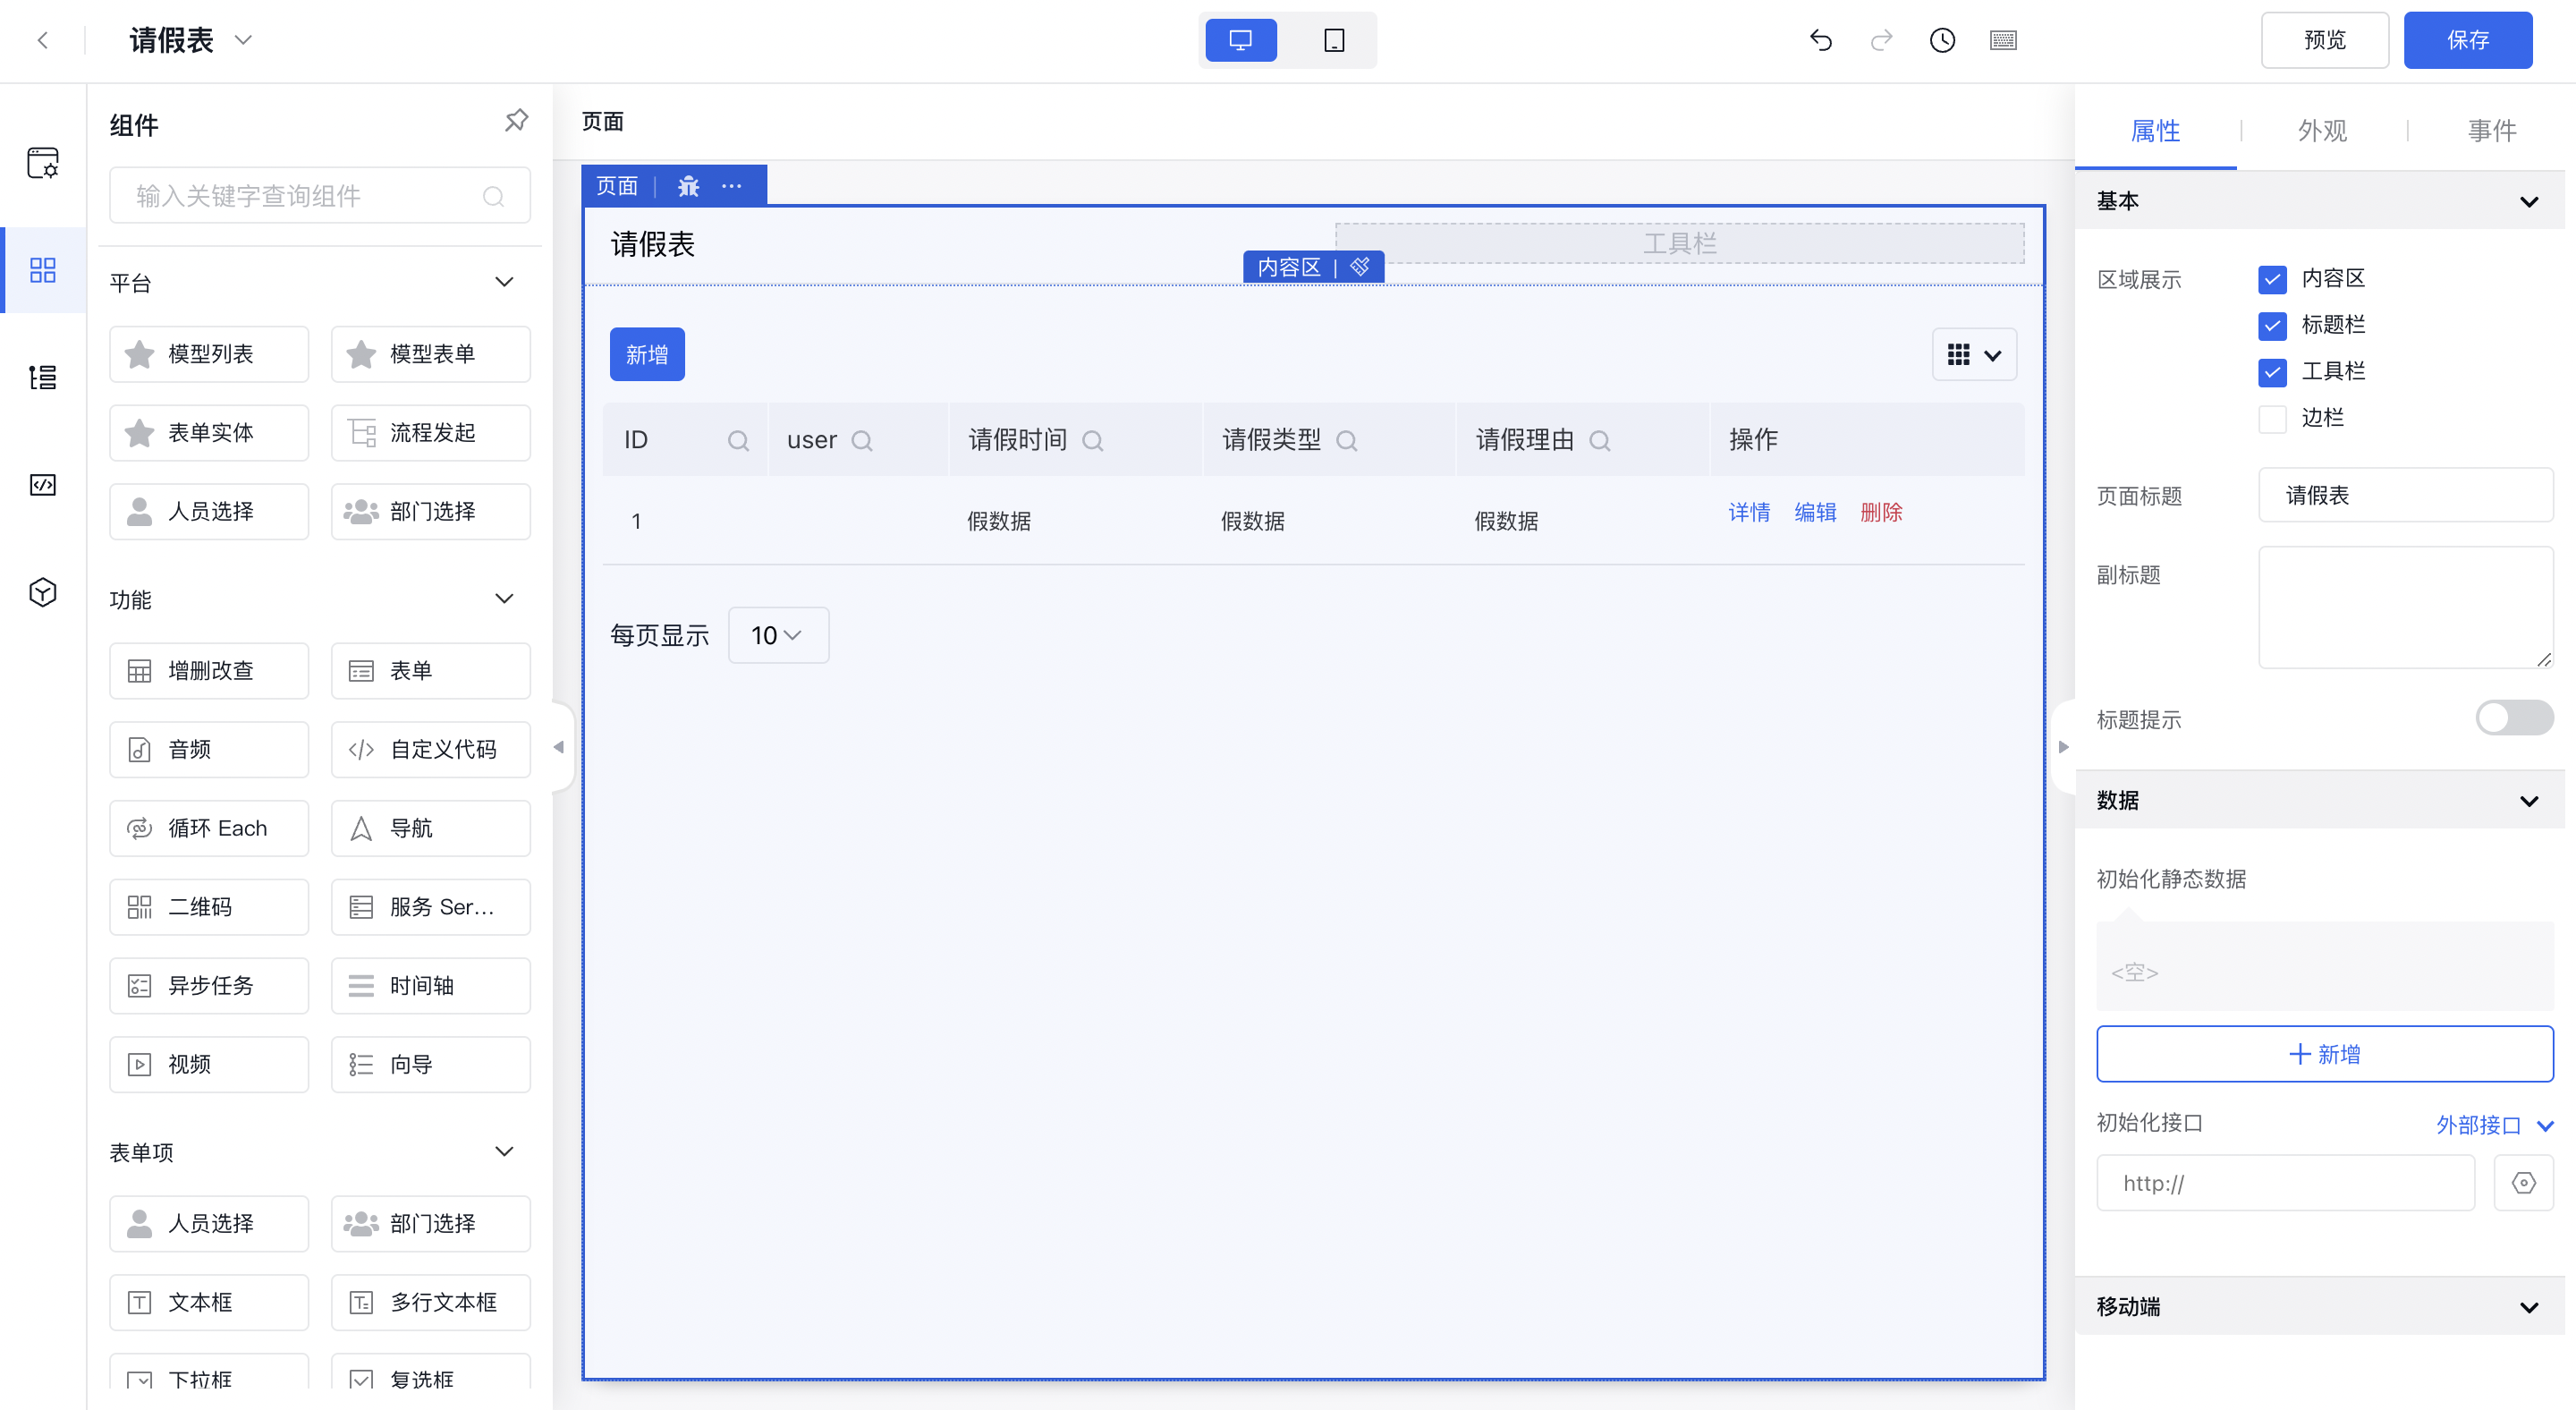 请假表
预览
保存
组件
输入关键字查询组件
平台
模型列表
模型表单
表单实体
流程发起
人员选择
部门选择
功能
增删改查
表单
音频
自定义代码
循环 Each
导航
二维码
服务 Ser...
异步任务
时间轴
视频
向导
表单项
人员选择
部门选择
文本框
多行文本框
下拉框
复选框
页面
页面
请假表
工具栏
内容区
新增
ID
user
请假时间
请假类型
请假理由
操作
1
假数据
假数据
假数据
详情
编辑
删除
每页显示
10
属性
外观
事件
基本
区域展示
内容区
标题栏
工具栏
边栏
页面标题
请假表
副标题
标题提示
数据
初始化静态数据
<空>
新增
初始化接口
外部接口
http://
移动端